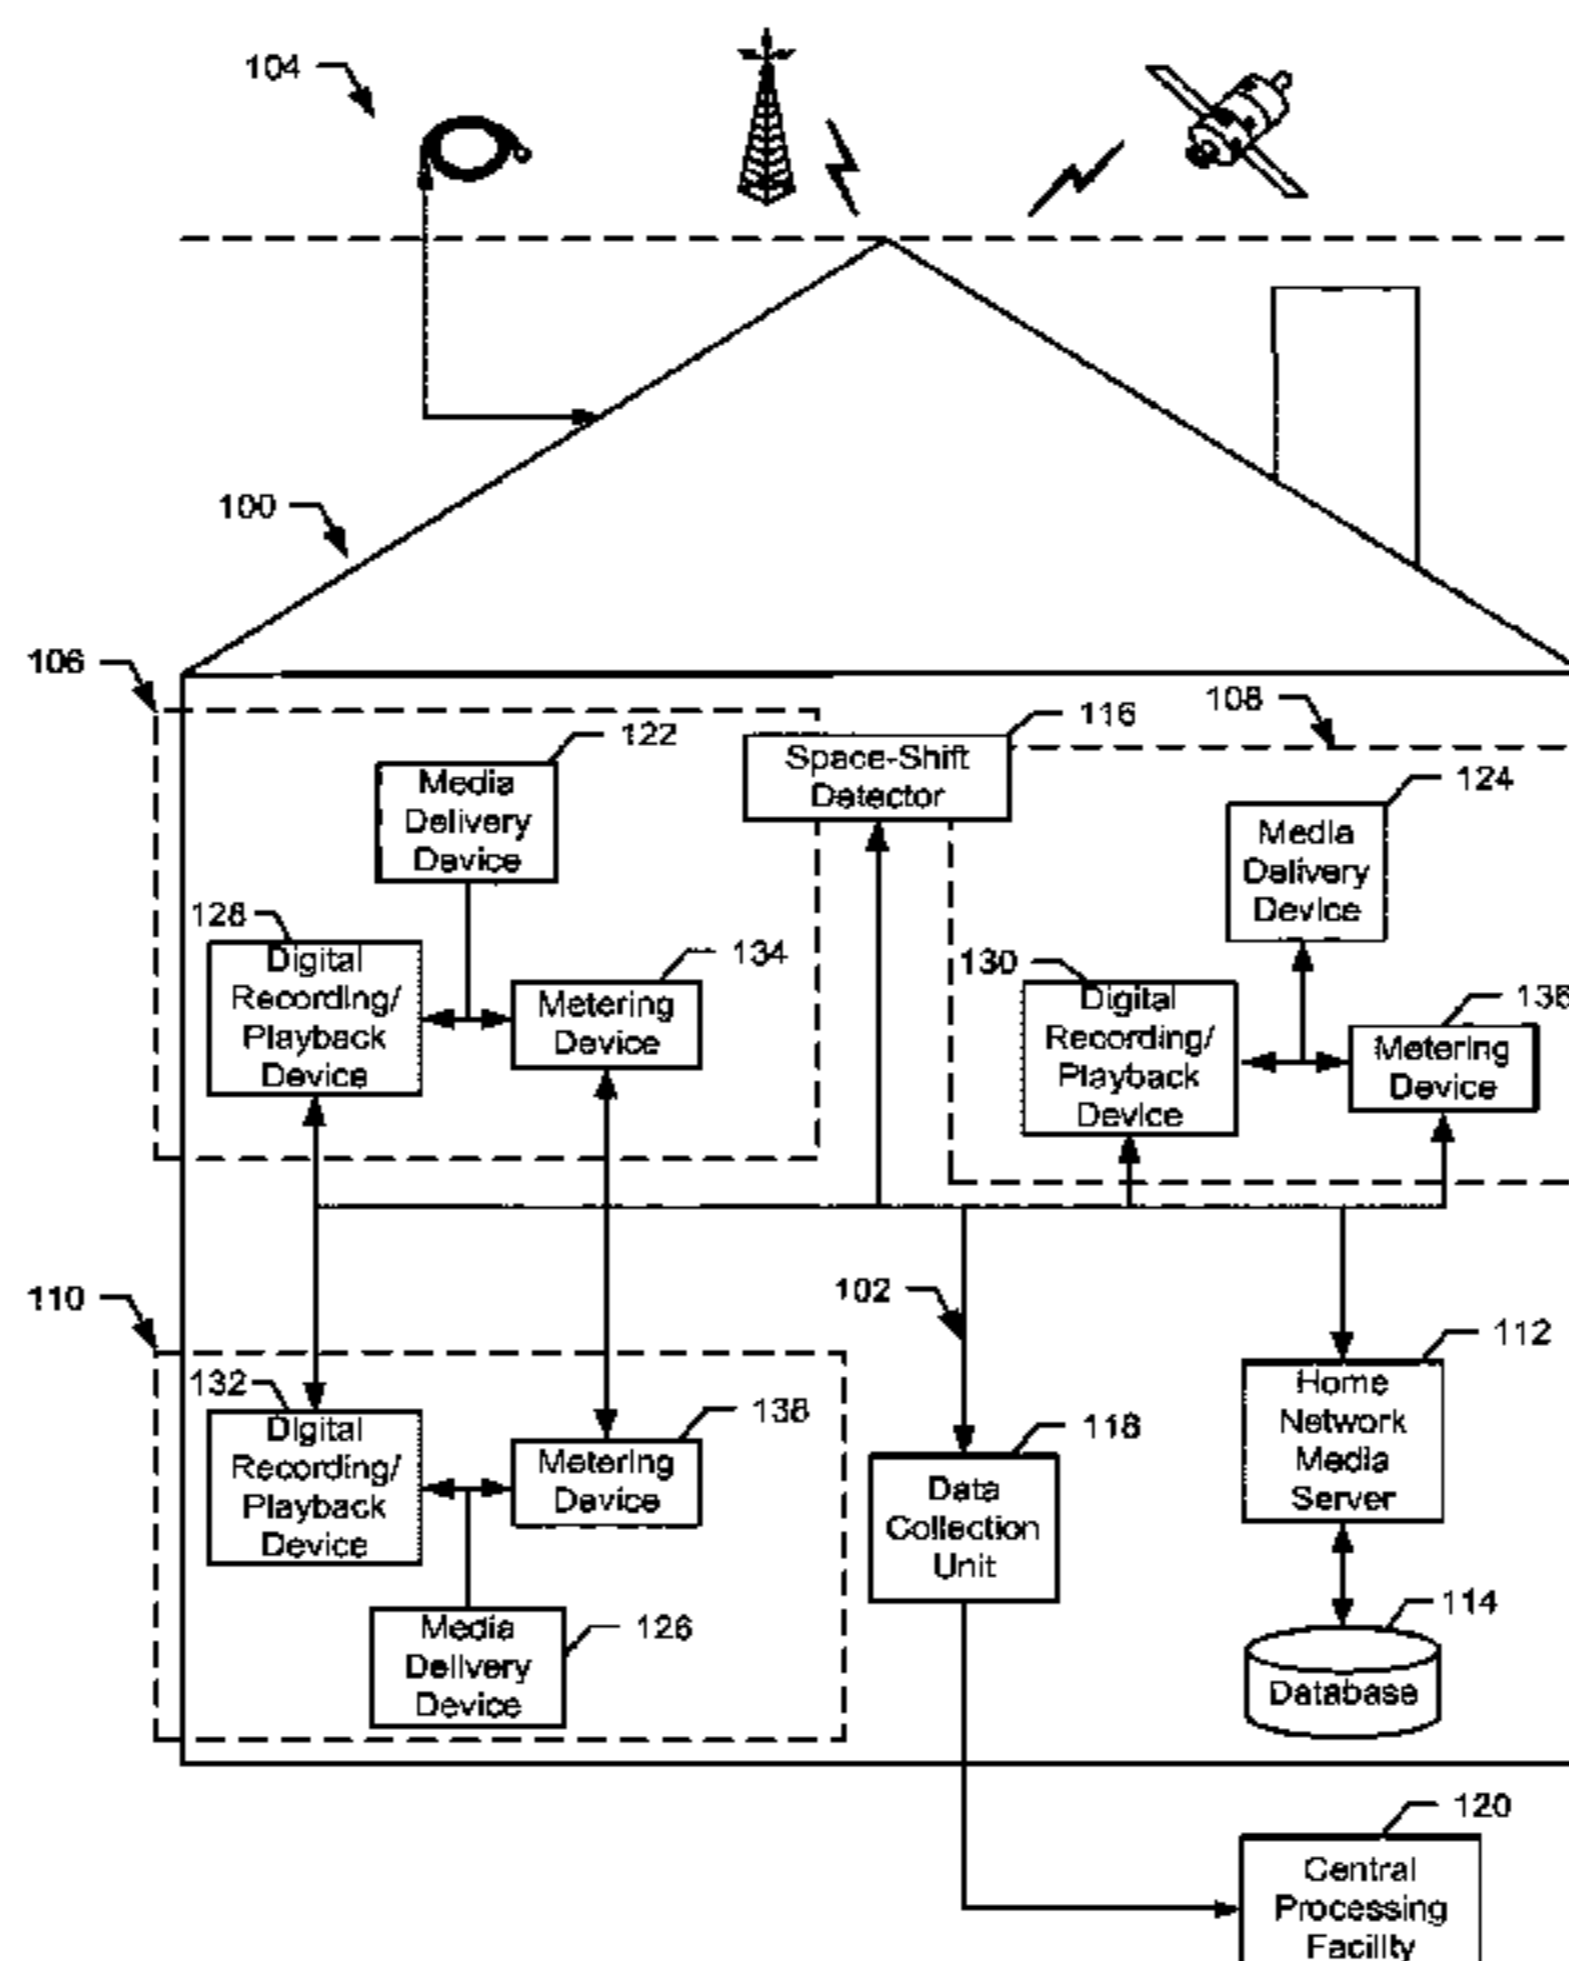 104
100
106
108
116
Space-Shift
Detector
122
Media
Delivery
Device
124
Media
Delivery
Device
128
Digital
Recording/
Playback
Device
134
Metering
Device
130
Digital
Recording/
Playback
Device
136
Metering
Device
110
102
112
Home
Network
Media
Server
132
Digital
Recording/
Playback
Device
138
Metering
Device
118
Data
Collection
Unit
126
Media
Delivery
Device
114
Database
120
Central
Processing
Facility